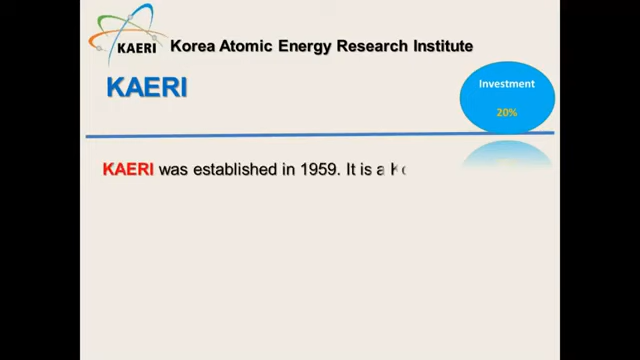 KAERI
Korea Atomic Energy Research Institute
KAERI
Investment
20%
KAERI was established in 1959. It is a